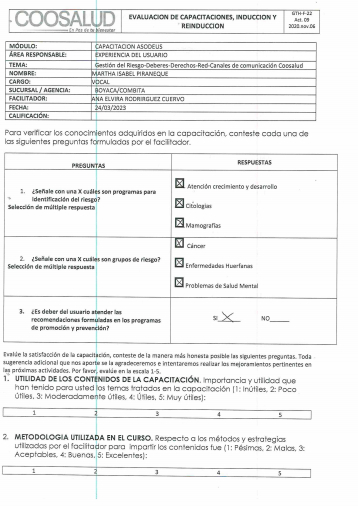 COOSALUD
En Pos de tu bienestar
EVALUACION DE CAPACITACIONES, INDUCCION Y REINDUCCION
GTH-F-22
Act. 09
2020.nov.06
MÓDULO: CAPACITACION ASODEUS
ÁREA RESPONSABLE: EXPERIENCIA DEL USUARIO
TEMA: Gestión del Riesgo-Deberes-Derechos-Red-Canales de comunicación Coosalud
NOMBRE: MARTHA ISABEL PIRANEQUE
CARGO: VOCAL
SUCURSAL / AGENCIA: BOYACA/COMBITA
FACILITADOR: ANA ELVIRA RODRIRGUEZ CUERVO
FECHA: 24/03/2023
CALIFICACIÓN:
Para verificar los conocimientos adquiridos en la capacitación, conteste cada una de
las siguientes preguntas formuladas por el facilitador.
PREGUNTAS
RESPUESTAS
1. ¿Señale con una X cuáles son programas para
identificación del riesgo?
Selección de múltiple respuesta
Atención crecimiento y desarrollo
Citologías
Mamografías
2. ¿Señale con una X cuáles son grupos de riesgo?
Selección de múltiple respuesta
Cáncer
Enfermedades Huerfanas
Problemas de Salud Mental
3. ¿Es deber del usuario atender las
recomendaciones formuladas en los programas
de promoción y prevención?
SI X NO
Evalúe la satisfacción de la capacitación, conteste de la manera más honesta posible las siguientes preguntas. Toda
sugerencia adicional que nos aporte se la agradeceremos e intentaremos realizar los mejoramientos pertinentes en
las próximas actividades. Por favor, evalúe en la escala 1-5.
1. UTILIDAD DE LOS CONTENIDOS DE LA CAPACITACIÓN. Importancia y utilidad que
han tenido para usted los temas tratados en la capacitación (1: Inútiles, 2: Poco
útiles, 3: Moderadamente útiles, 4: Útiles, 5: Muy útiles):
1 2 3 4 5
2. METODOLOGIA UTILIZADA EN EL CURSO. Respecto a los métodos y estrategias
utilizadas por el facilitador para impartir los contenidos fue (1: Pésimas, 2: Malas, 3:
Aceptables, 4: Buenas, 5: Excelentes):
1 2 3 4 5